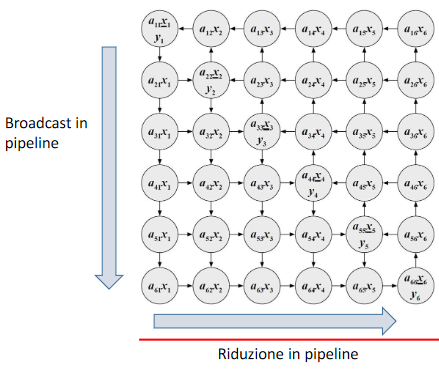 a11x1 a12x2 a13x3 a14x4 a15x5 a16x6
y1
a21x1 a22x2 a23x3 a24x4 a25x5 a26x6
y2
Broadcast in
pipeline
a31x1 a32x2 a33x3 a34x4 a35x5 a36x6
y3
a41x1 a42x2 a43x3 a44x4 a45x5 a46x6
y4
a51x1 a52x2 a53x3 a54x4 a55x5 a56x6
y5
a61x1 a62x2 a63x3 a64x4 a65x5 a66x6
y6
Riduzione in pipeline